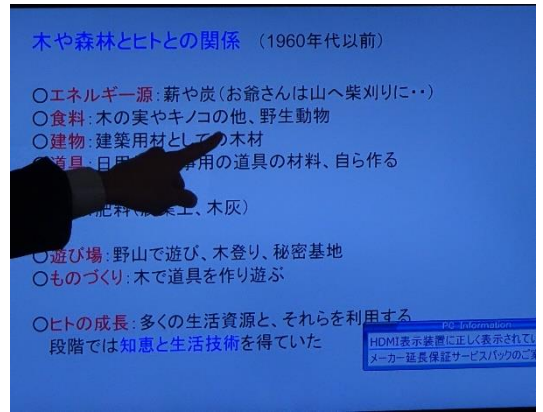 木や森林とヒトとの関係 (1960年代以前)
○エネルギー源:薪や炭(お爺さんは山へ柴刈りに・・)
○食料:木の実やキノコの他、野生動物
○建物:建築用材としての木材
○道具:日用 事用の道具の材料、自ら作る
肥料( 葉土、木灰)
○遊び場:野山で遊び、木登り、秘密基地
○ものづくり:木で道具を作り遊ぶ
○ヒトの成長:多くの生活資源と、それらを利用する
段階では知恵と生活技術を得ていた
PC Information
HDMI表示装置に正しく表示されてい
メーカー延長保証サービスパックのご